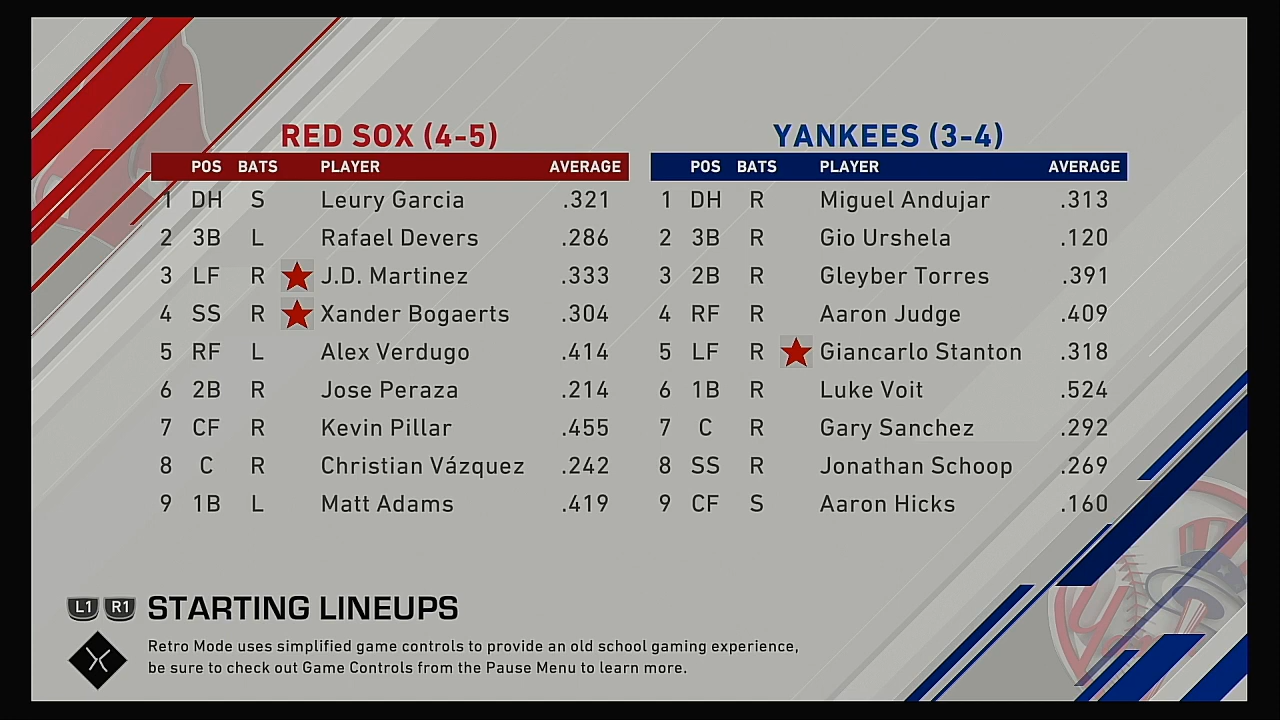 RED SOX (4-5)
POS BATS PLAYER AVERAGE
1 DH S Leury Garcia .321
2 3B L Rafael Devers .286
3 LF R J.D. Martinez .333
4 SS R Xander Bogaerts .304
5 RF L Alex Verdugo .414
6 2B R Jose Peraza .214
7 CF R Kevin Pillar .455
8 C R Christian Vázquez .242
9 1B L Matt Adams .419
YANKEES (3-4)
POS BATS PLAYER AVERAGE
1 DH R Miguel Andujar .313
2 3B R Gio Urshela .120
3 2B R Gleyber Torres .391
4 RF R Aaron Judge .409
5 LF R Giancarlo Stanton .318
6 1B R Luke Voit .524
7 C R Gary Sanchez .292
8 SS R Jonathan Schoop .269
9 CF S Aaron Hicks .160
L1 R1 STARTING LINEUPS
Retro Mode uses simplified game controls to provide an old school gaming experience,
be sure to check out Game Controls from the Pause Menu to learn more.